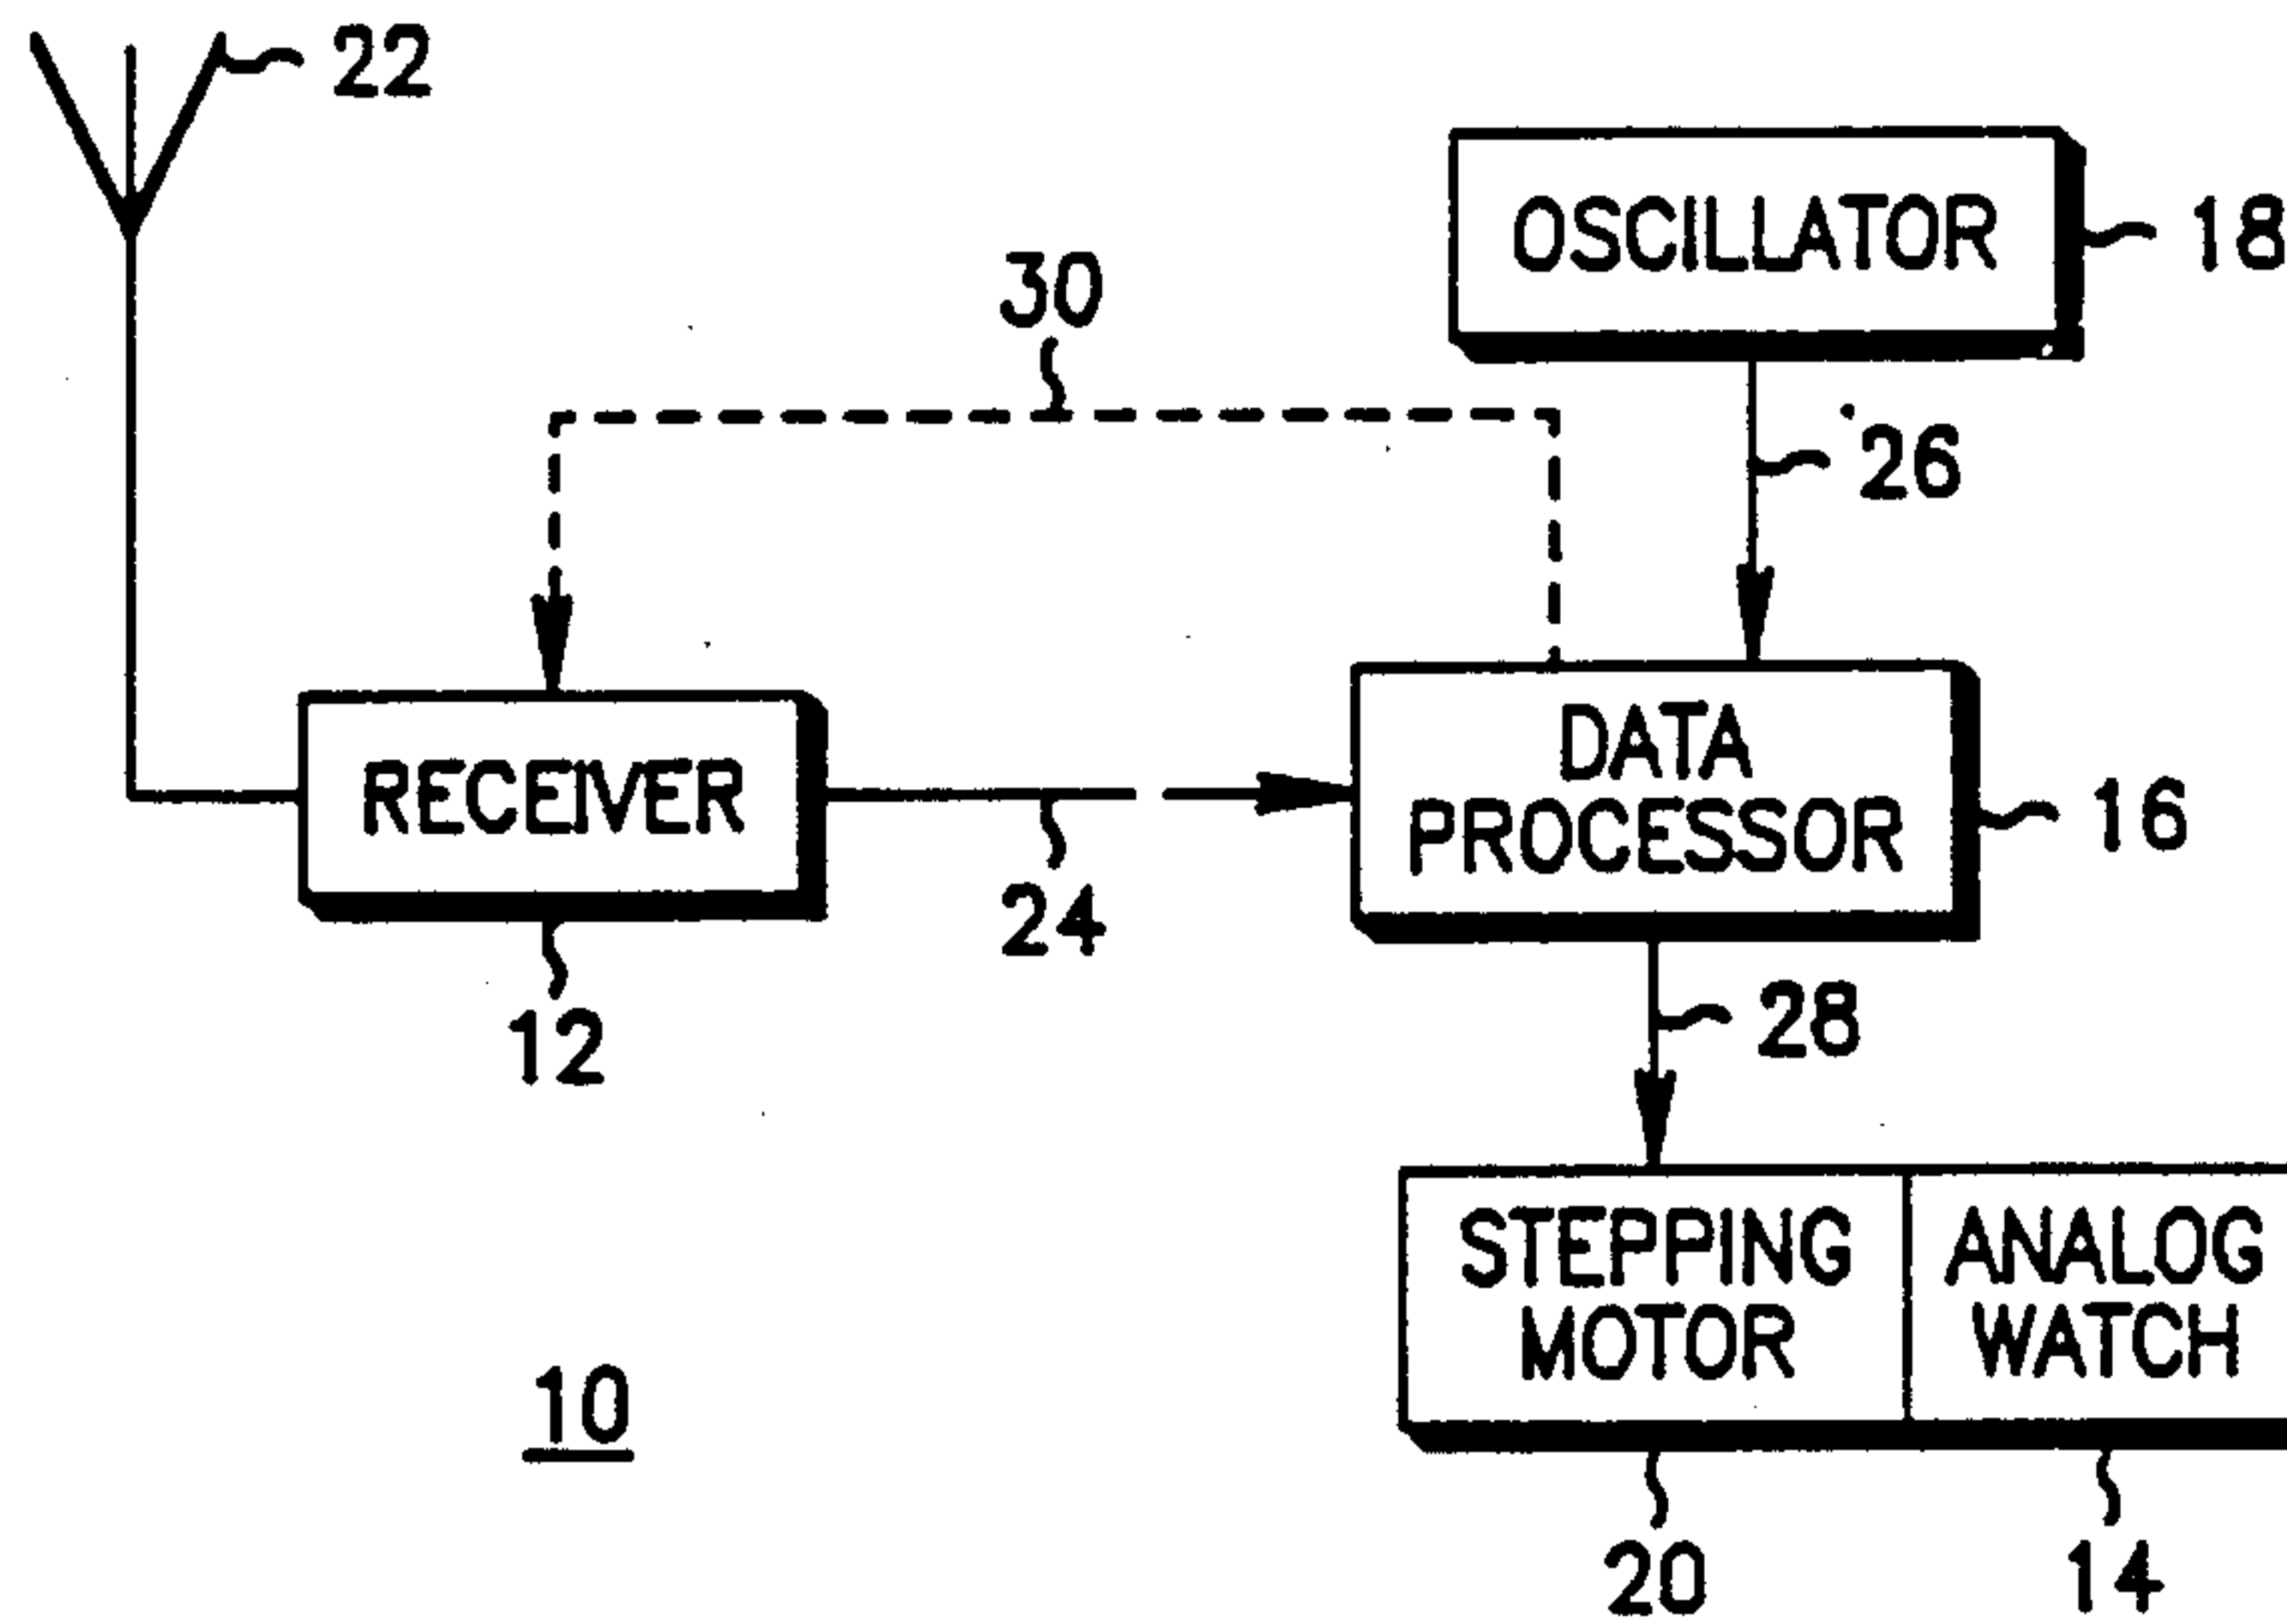 22
OSCILLATOR
18
30
26
DATA
PROCESSOR
16
RECEIVER
24
12
28
STEPPING
MOTOR
ANALOG
WATCH
10
20
14